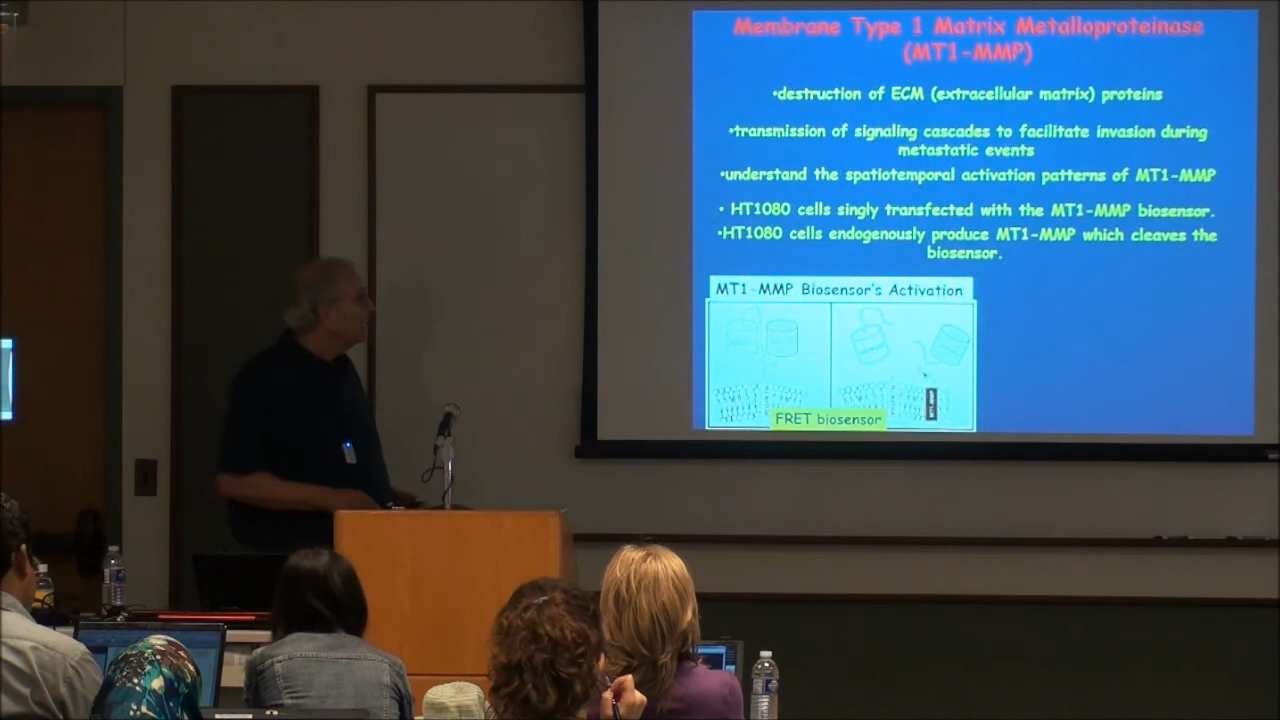 Membrane Type 1 Matrix Metalloproteinase
(MT1-MMP)
•destruction of ECM (extracellular matrix) proteins
•transmission of signaling cascades to facilitate invasion during
metastatic events
•understand the spatiotemporal activation patterns of MT1-MMP
• HT1080 cells singly transfected with the MT1-MMP biosensor.
•HT1080 cells endogenously produce MT1-MMP which cleaves the
biosensor.
MT1-MMP Biosensor's Activation
MT1-MMP
FRET biosensor